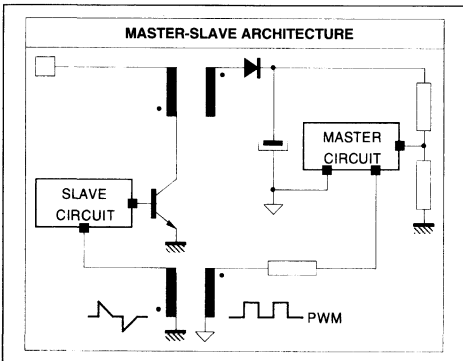 MASTER-SLAVE ARCHITECTURE
MASTER
CIRCUIT
SLAVE
CIRCUIT
PWM